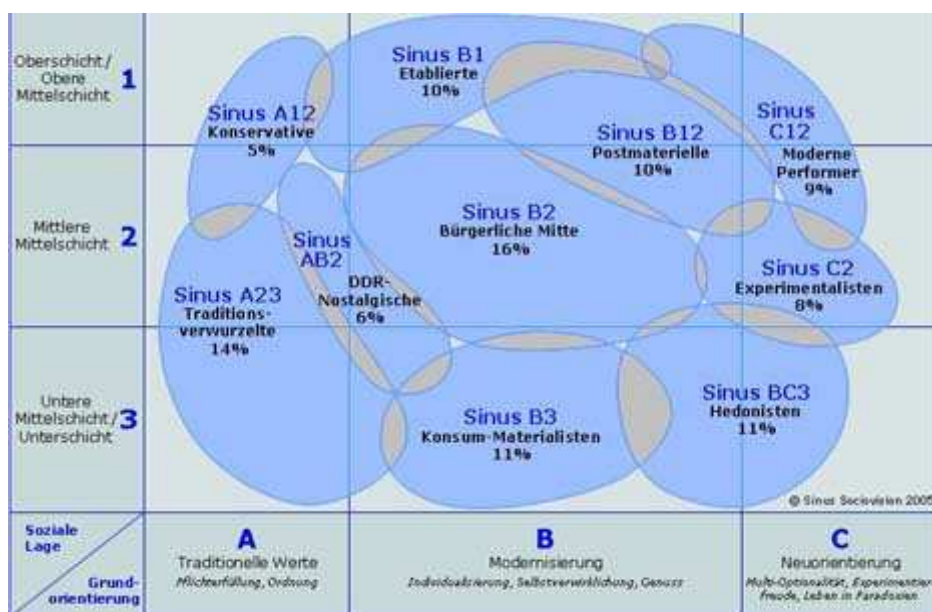 Oberschicht /
Obere
Mittelschicht
1
Sinus B1
Etablierte
10%
Sinus A12
Konservative
5%
Sinus B12
Postmaterielle
10%
Sinus
C12
Moderne
Performer
9%
Mittlere
Mittelschicht
2
Sinus B2
Bürgerliche Mitte
16%
Sinus
AB2
DDR-
Nostalgische
6%
Sinus A23
Traditions-
verwurzelte
14%
Sinus C2
Experimentalisten
8%
Untere
Mittelschicht /
Unterschicht
3
Sinus B3
Konsum-Materialisten
11%
Sinus BC3
Hedonisten
11%
© Sinus Sociovision 2005
Soziale
Lage
Grund-
orientierung
A
Traditionelle Werte
Pflichterfüllung, Ordnung
B
Modernisierung
Individualisierung, Selbstverwirklichung, Genuss
C
Neuorientierung
Multi-Optionalität, Experimentier-
freude, Leben in Paradoxien